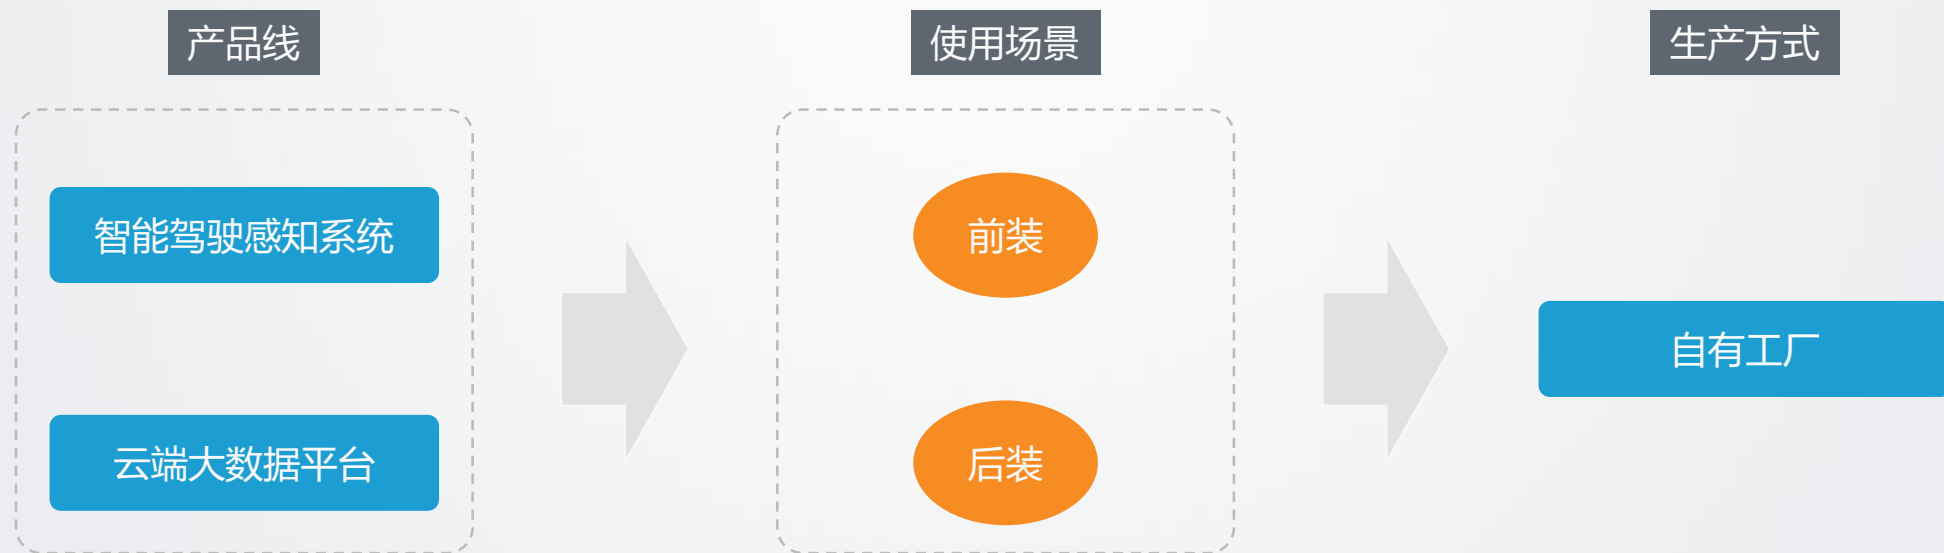 产品线
使用场景
生产方式
智能驾驶感知系统
前装
自有工厂
云端大数据平台
后装